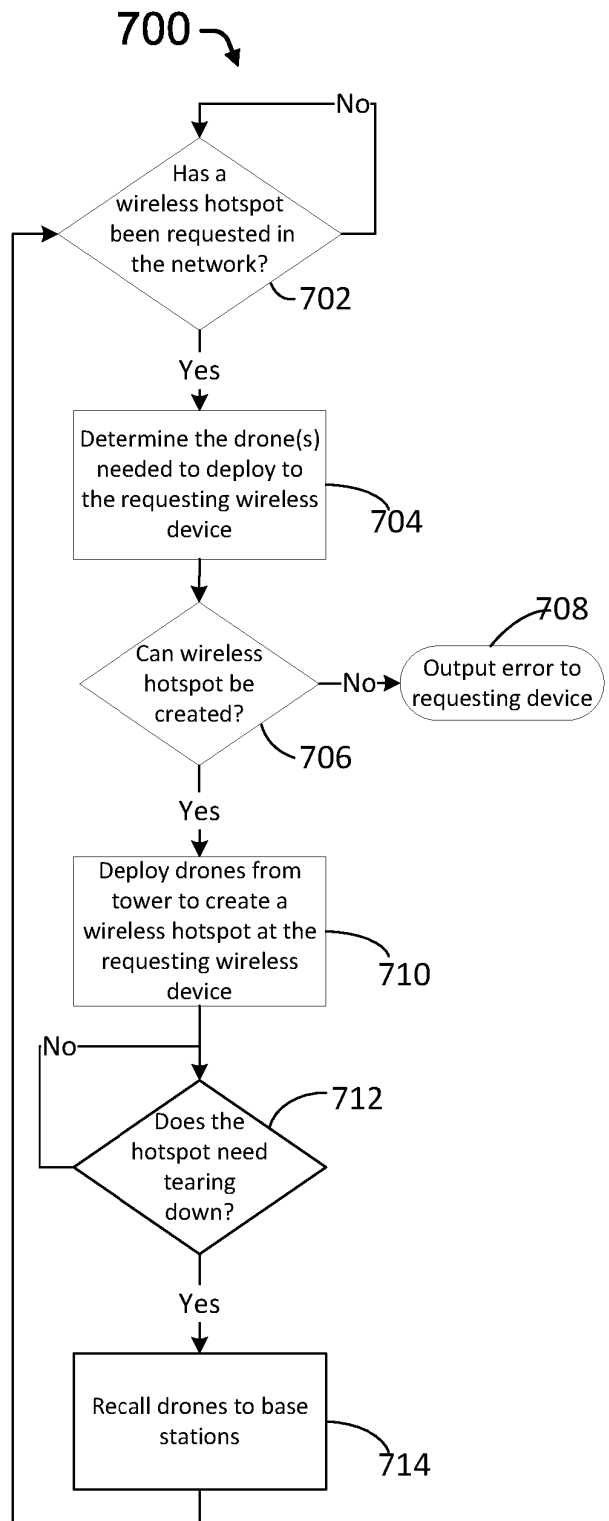 700
No
Has a
wireless hotspot
been requested in
the network?
702
Yes
Determine the drone(s)
needed to deploy to
the requesting wireless
device
704
708
Can wireless
hotspot be
created?
No
Output error to
requesting device
706
Yes
Deploy drones from
tower to create a
wireless hotspot at the
requesting wireless
device
710
No
712
Does the
hotspot need
tearing
down?
Yes
Recall drones to base
stations
714